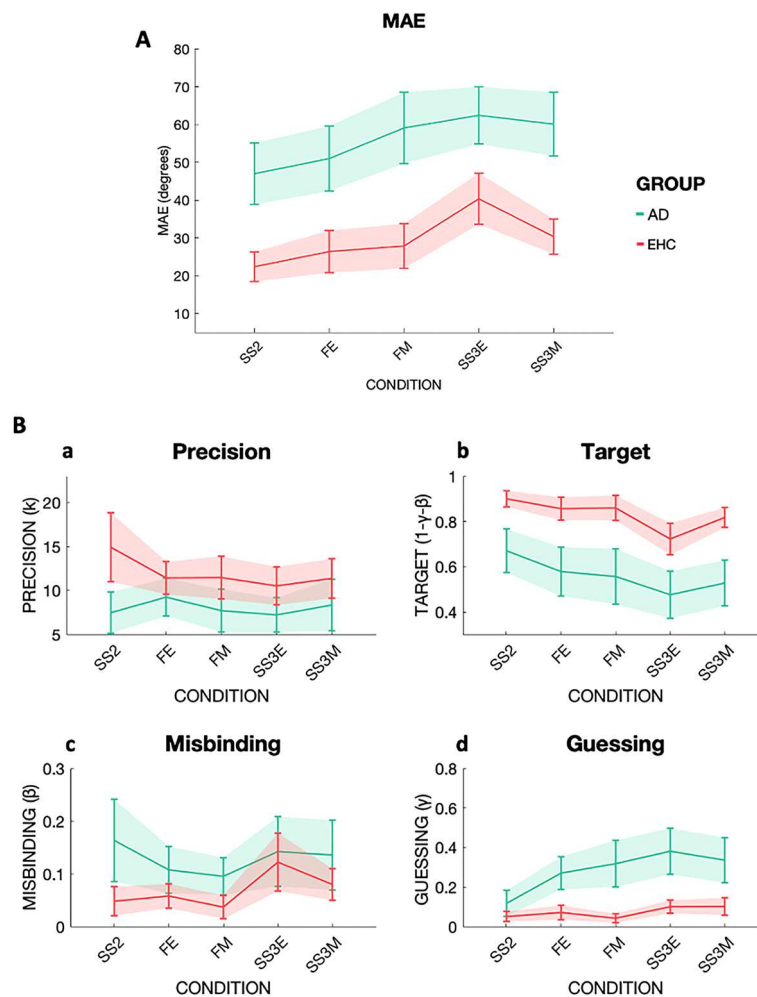 MAE
A
80
70
60
50
40
30
20
10
MAE (degrees)
SS2
FE
FM
SS3E
SS3M
CONDITION
GROUP
AD
EHC
B
a
Precision
20
15
10
5
PRECISION (k)
SS2
FE
FM
SS3E
SS3M
CONDITION
b
Target
1
0.8
0.6
0.4
TARGET (1-γ-β)
SS2
FE
FM
SS3E
SS3M
CONDITION
c
Misbinding
0.3
0.2
0.1
0
MISBINDING (β)
SS2
FE
FM
SS3E
SS3M
CONDITION
d
Guessing
0.8
0.6
0.4
0.2
0
GUESSING (γ)
SS2
FE
FM
SS3E
SS3M
CONDITION